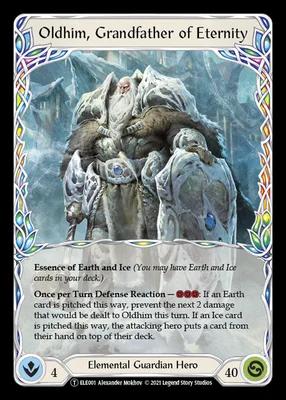 Oldhim, Grandfather of Eternity
Essence of Earth and Ice (You may have Earth and Ice
cards in your deck.)
Once per Turn Defense Reaction — : If an Earth
card is pitched this way, prevent the next 2 damage
that would be dealt to Oldhim this turn. If an Ice card
is pitched this way, the attacking hero puts a card from
their hand on top of their deck.
4
Elemental Guardian Hero
40
T ELE001 Alexander Mokhov © 2021 Legend Story Studios